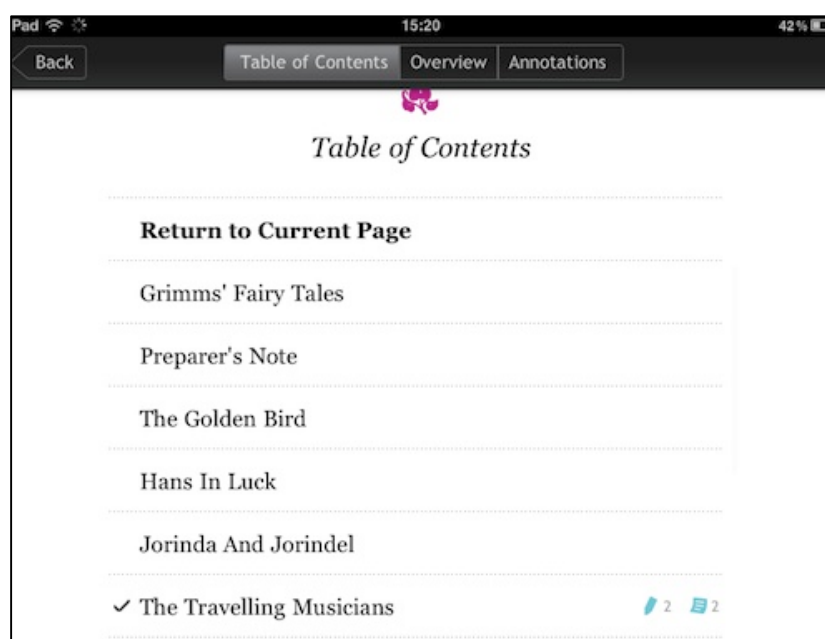 Pad 15:20 42%
Back Table of Contents Overview Annotations
Table of Contents
Return to Current Page
Grimms' Fairy Tales
Preparer's Note
The Golden Bird
Hans In Luck
Jorinda And Jorindel
The Travelling Musicians 2 2